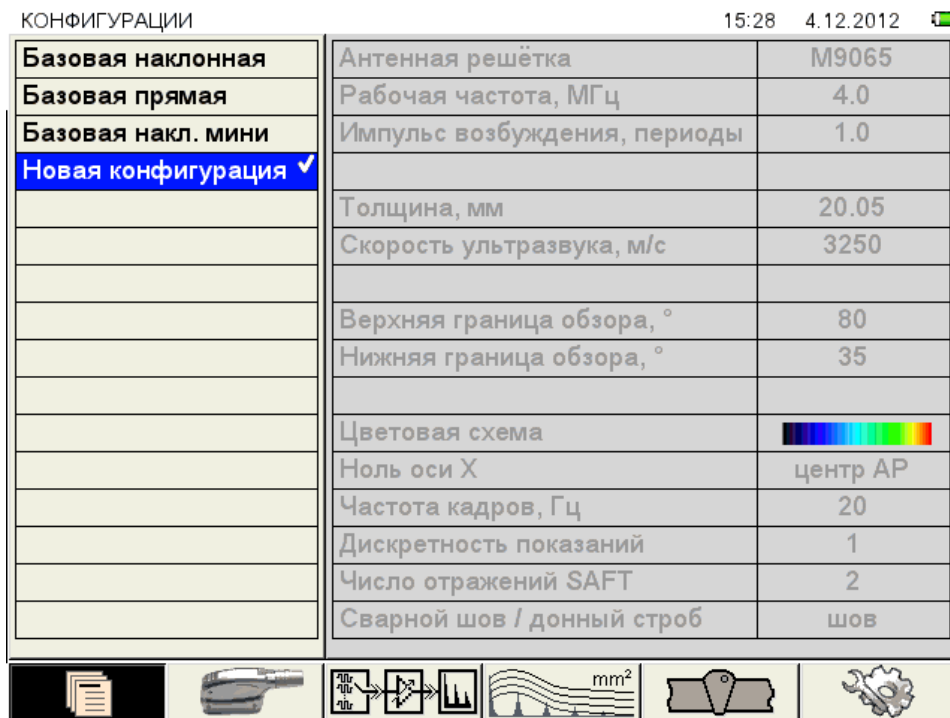 КОНФИГУРАЦИИ 15:28 4.12.2012
Базовая наклонная
Базовая прямая
Базовая накл. мини
Новая конфигурация
Антенная решётка M9065
Рабочая частота, МГц 4.0
Импульс возбуждения, периоды 1.0
Толщина, мм 20.05
Скорость ультразвука, м/с 3250
Верхняя граница обзора, ° 80
Нижняя граница обзора, ° 35
Цветовая схема
Ноль оси X центр АР
Частота кадров, Гц 20
Дискретность показаний 1
Число отражений SAFT 2
Сварной шов / донный строб шов
mm²